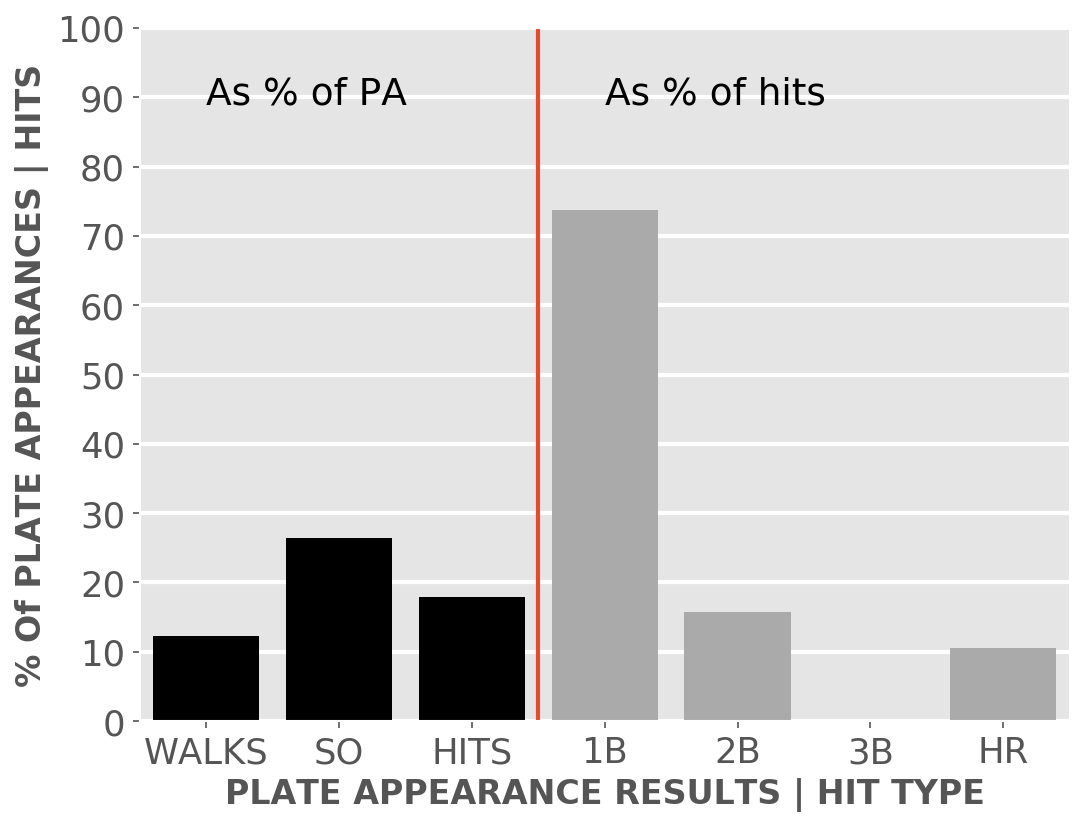 100
90
80
70
60
50
40
30
20
10
0
% Of PLATE APPEARANCES | HITS
As % of PA
As % of hits
WALKS SO HITS 1B 2B 3B HR
PLATE APPEARANCE RESULTS | HIT TYPE